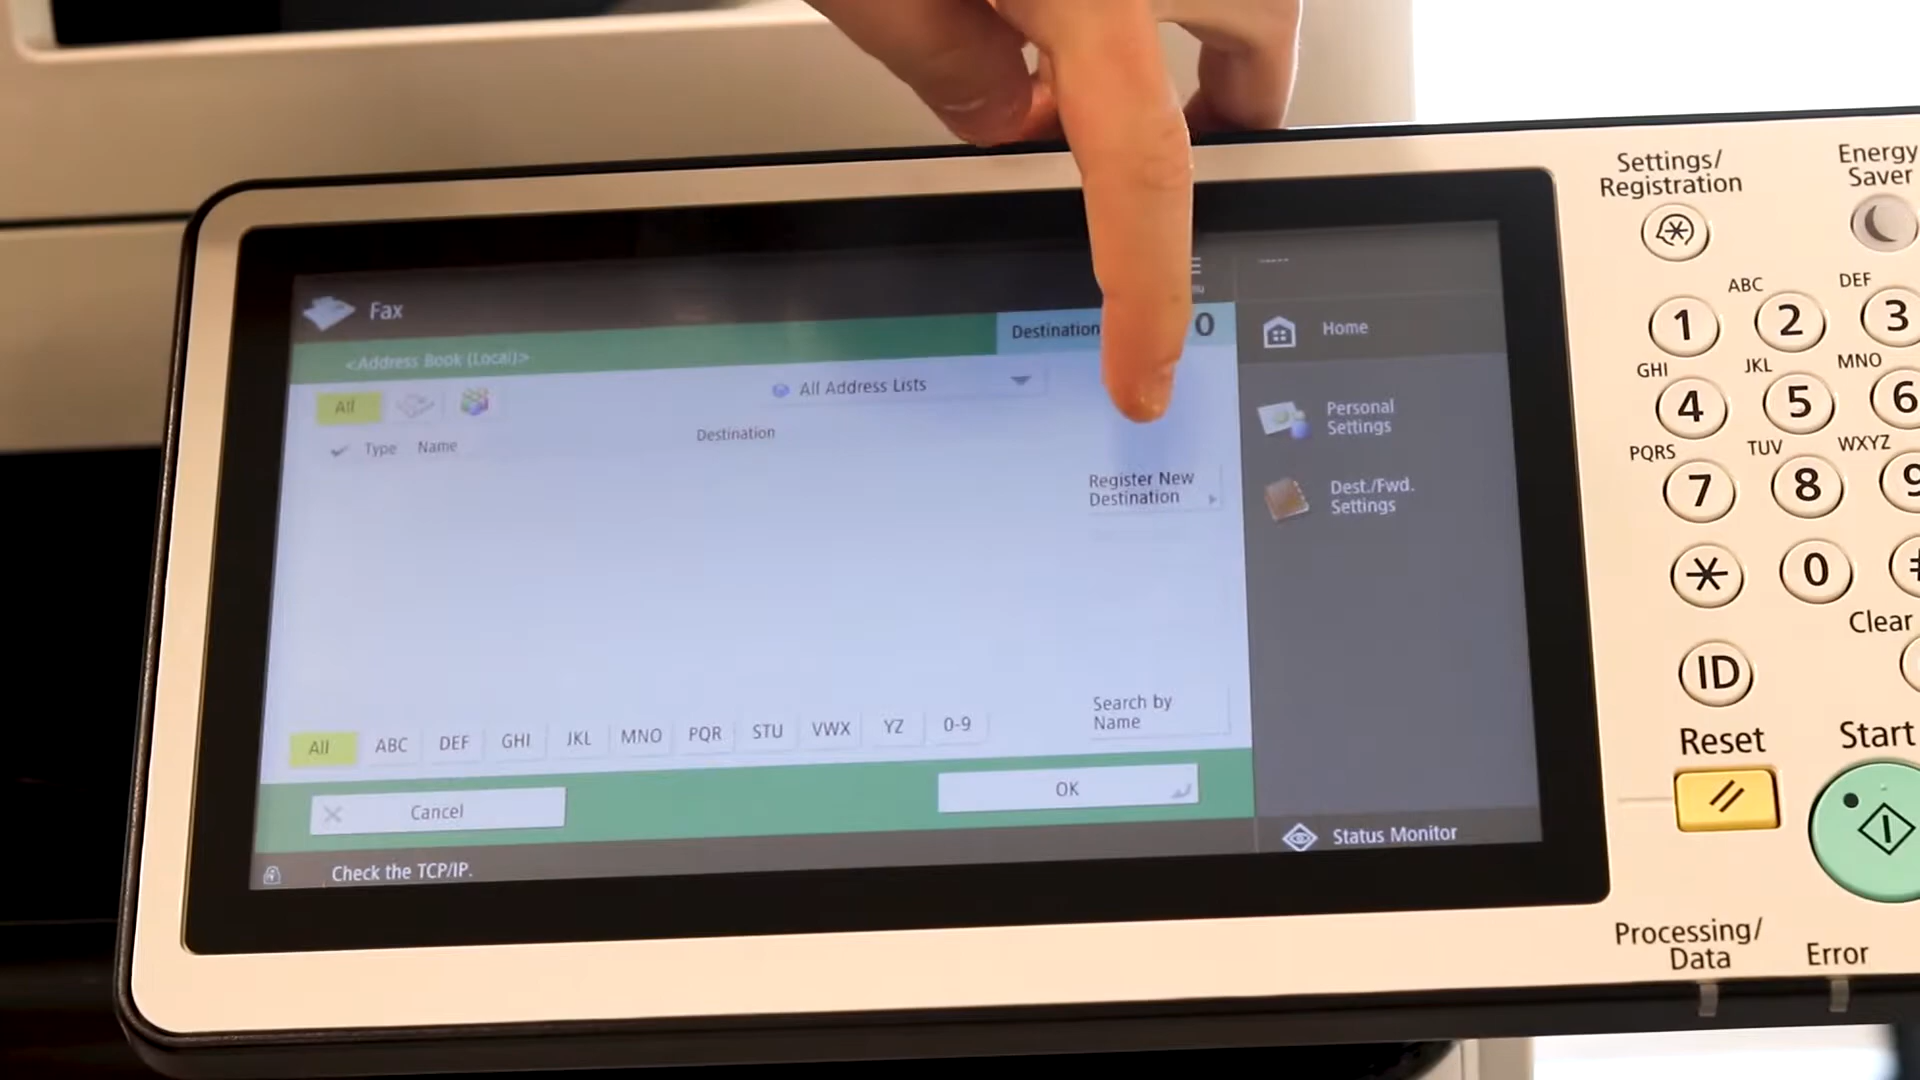 Fax
<Address Book (Local)>
Destination
0
All
All Address Lists
Type Name Destination
Register New
Destination
Search by
Name
All ABC DEF GHI JKL MNO PQR STU VWX YZ 0-9
Cancel
OK
Check the TCP/IP.
Home
Personal
Settings
Dest./Fwd.
Settings
Status Monitor
Settings/
Registration
Energy
Saver
ABC DEF
1 2 3
GHI JKL MNO
4 5 6
PQRS TUV WXYZ
7 8 9
* 0 #
Clear
ID
Reset
Start
Processing/
Data
Error